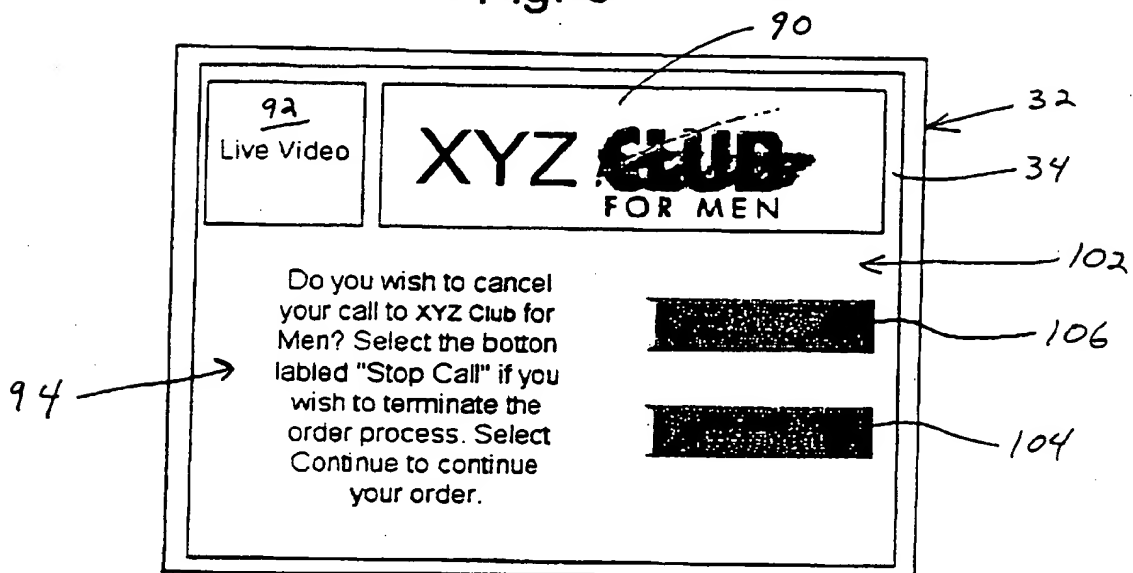 90
92
Live Video
XYZ CLUB
FOR MEN
32
34
102
Do you wish to cancel
your call to XYZ Club for
Men? Select the botton
labled "Stop Call" if you
wish to terminate the
order process. Select
Continue to continue
your order.
94
106
104